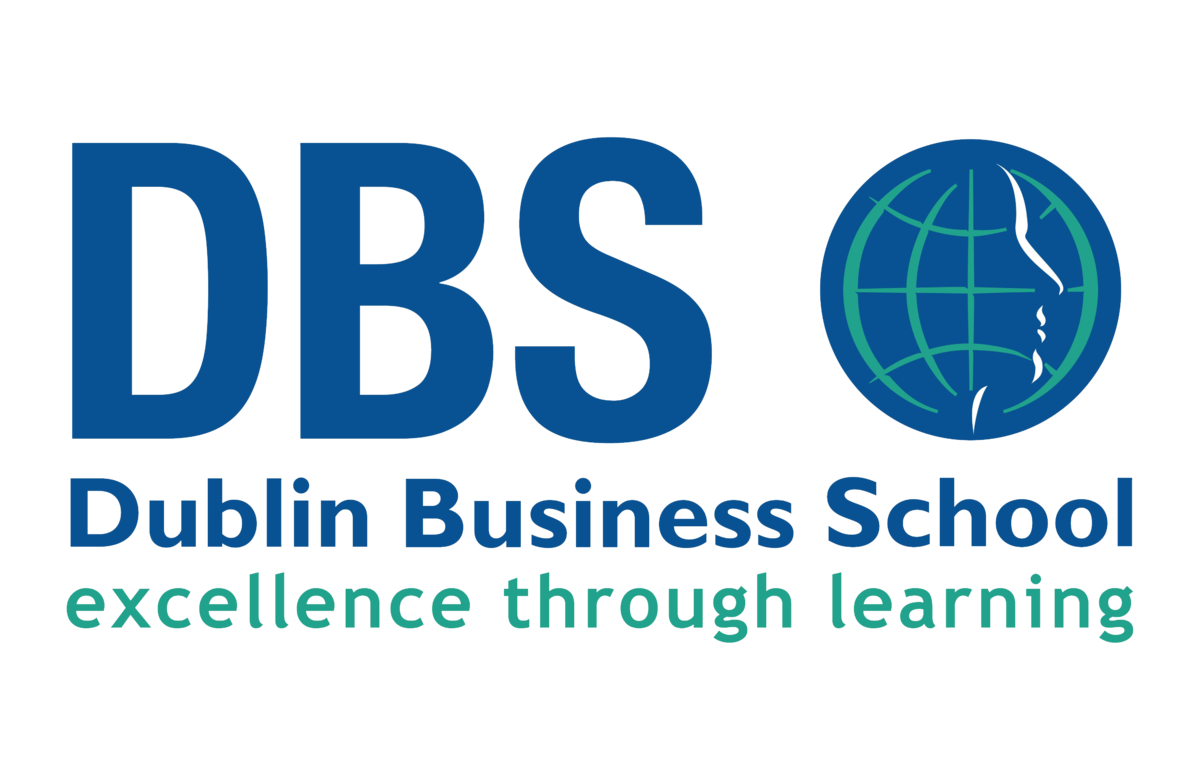 DBS
Dublin Business School
excellence through learning